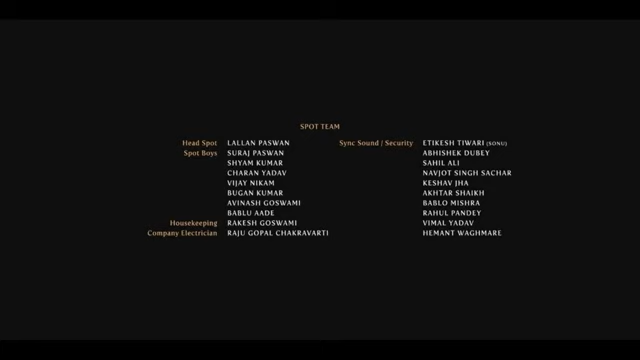 SPOT TEAM
Head Spot LALLAN PASWAN
Spot Boys SURAJ PASWAN
SHYAM KUMAR
CHARAN YADAV
VIJAY NIKAM
BUGAN KUMAR
AVINASH GOSWAMI
BABLU AADE
Housekeeping RAKESH GOSWAMI
Company Electrician RAJU GOPAL CHAKRAVARTI
Sync Sound / Security ETIKESH TIWARI (SONU)
ABHISHEK DUBEY
SAHIL ALI
NAVJOT SINGH SACHAR
KESHAV JHA
AKHTAR SHAIKH
BABLO MISHRA
RAHUL PANDEY
VIMAL YADAV
HEMANT WAGHMARE